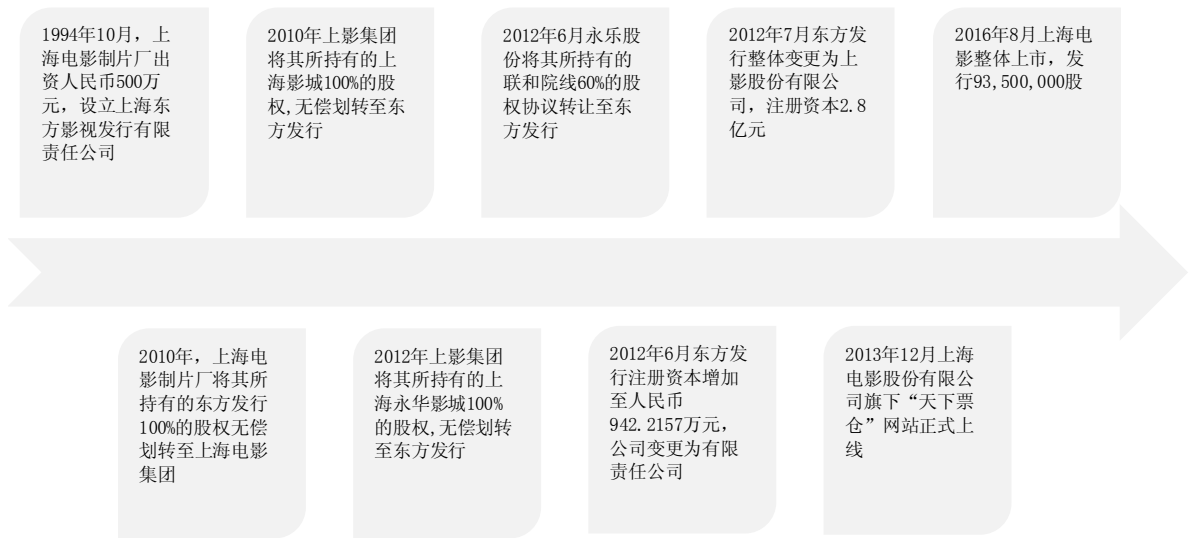 1994年10月，上
海电影制片厂出
资人民币500万
元，设立上海东
方影视发行有限
责任公司
2010年上影集团
将其所持有的上
海影城100%的股
权,无偿划转至东
方发行
2012年6月永乐股
份将其所持有的
联和院线60%的股
权协议转让至东
方发行
2012年7月东方发
行整体变更为上
影股份有限公
司，注册资本2.8
亿元
2016年8月上海电
影整体上市，发
行93,500,000股
2010年，上海电
影制片厂将其所
持有的东方发行
100%的股权无偿
划转至上海电影
集团
2012年上影集团
将其所持有的上
海永华影城100%
的股权,无偿划转
至东方发行
2012年6月东方发
行注册资本增加
至人民币
942.2157万元，
公司变更为有限
责任公司
2013年12月上海
电影股份有限公
司旗下“天下票
仓”网站正式上
线